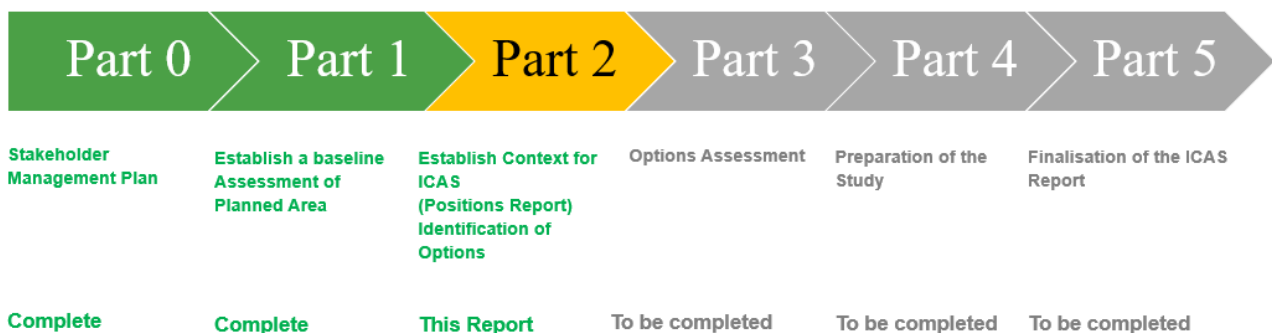 Part 0
Part 1
Part 2
Part 3
Part 4
Part 5
Stakeholder
Management Plan
Establish a baseline
Assessment of
Planned Area
Establish Context for
ICAS
(Positions Report)
Identification of
Options
Options Assessment
Preparation of the
Study
Finalisation of the ICAS
Report
Complete
Complete
This Report
To be completed
To be completed
To be completed